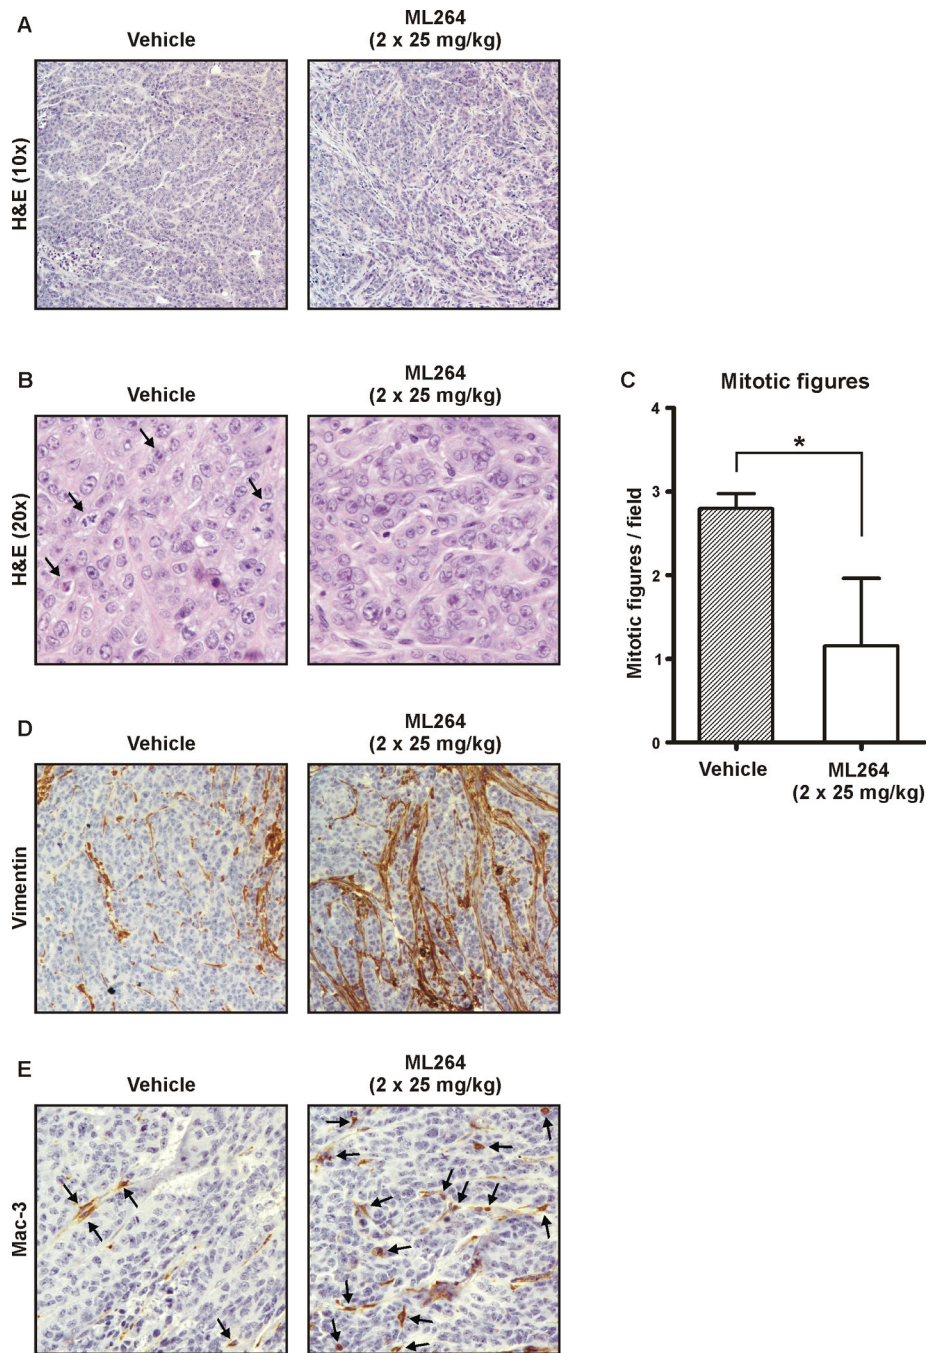 A
Vehicle
ML264
(2 x 25 mg/kg)
H&E (10x)
B
Vehicle
ML264
(2 x 25 mg/kg)
H&E (20x)
C
Mitotic figures
Mitotic figures / field
4
3
2
1
0
*
Vehicle
ML264
(2 x 25 mg/kg)
D
Vehicle
ML264
(2 x 25 mg/kg)
Vimentin
E
Vehicle
ML264
(2 x 25 mg/kg)
Mac-3